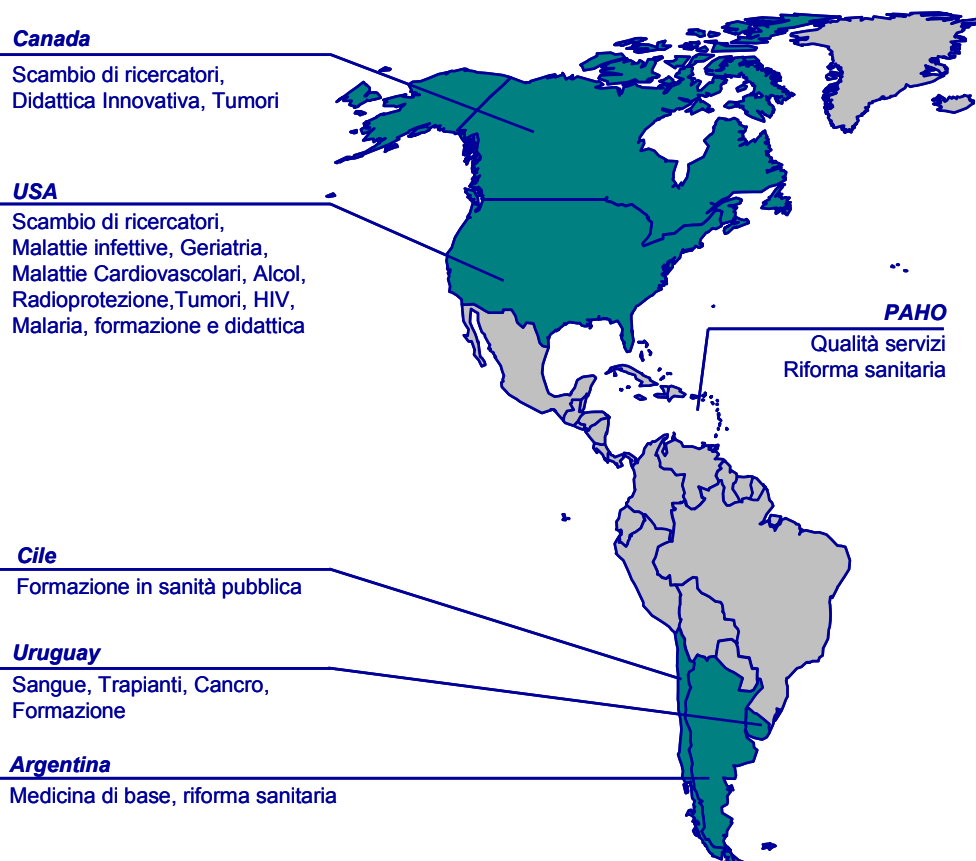 Canada
Scambio di ricercatori,
Didattica Innovativa, Tumori
USA
Scambio di ricercatori,
Malattie infettive, Geriatria,
Malattie Cardiovascolari, Alcol,
Radioprotezione,Tumori, HIV,
Malaria, formazione e didattica
PAHO
Qualità servizi
Riforma sanitaria
Cile
Formazione in sanità pubblica
Uruguay
Sangue, Trapianti, Cancro,
Formazione
Argentina
Medicina di base, riforma sanitaria